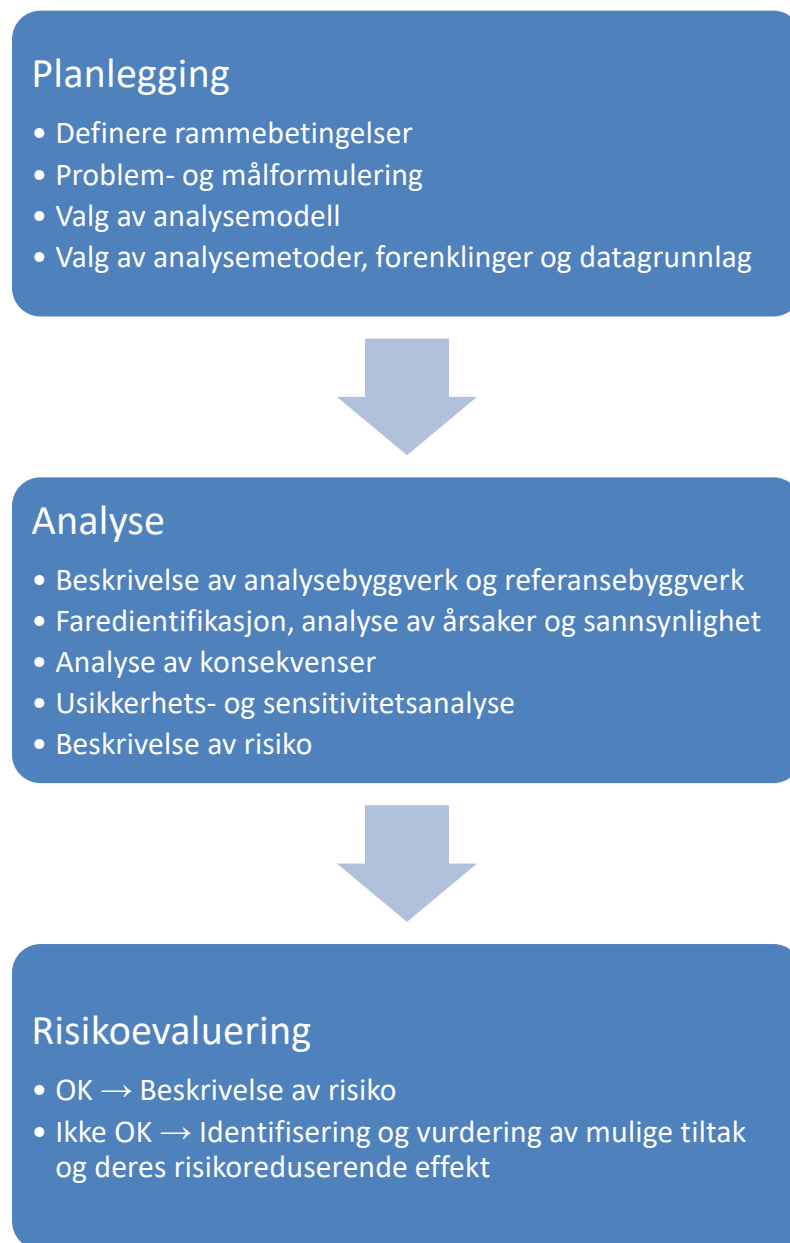 Planlegging
• Definere rammebetingelser
• Problem- og målformulering
• Valg av analysemodell
• Valg av analysemetoder, forenklinger og datagrunnlag
Analyse
• Beskrivelse av analysebyggverk og referansebyggverk
• Faredientifikasjon, analyse av årsaker og sannsynlighet
• Analyse av konsekvenser
• Usikkerhets- og sensitivitetsanalyse
• Beskrivelse av risiko
Risikoevaluering
• OK → Beskrivelse av risiko
• Ikke OK → Identifisering og vurdering av mulige tiltak
og deres risikoreduserende effekt